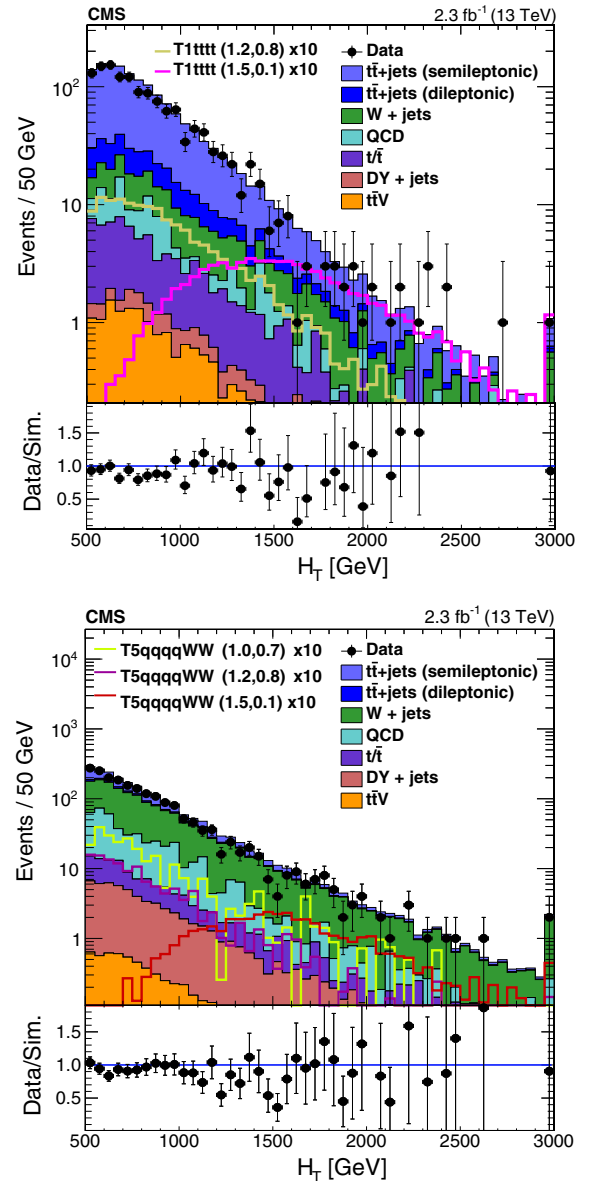 CMS 2.3 fb⁻¹ (13 TeV)
T1tttt (1.2,0.8) x10
T1tttt (1.5,0.1) x10
Data
tt̄+jets (semileptonic)
tt̄+jets (dileptonic)
W + jets
QCD
t/t̄
DY + jets
tt̄V
Events / 50 GeV
10²
10
1
Data/Sim.
1.5
1.0
0.5
500 1000 1500 2000 2500 3000
H_T [GeV]
CMS 2.3 fb⁻¹ (13 TeV)
T5qqqqWW (1.0,0.7) x10
T5qqqqWW (1.2,0.8) x10
T5qqqqWW (1.5,0.1) x10
Data
tt̄+jets (semileptonic)
tt̄+jets (dileptonic)
W + jets
QCD
t/t̄
DY + jets
tt̄V
Events / 50 GeV
10⁴
10³
10²
10
1
Data/Sim.
1.5
1.0
0.5
500 1000 1500 2000 2500 3000
H_T [GeV]